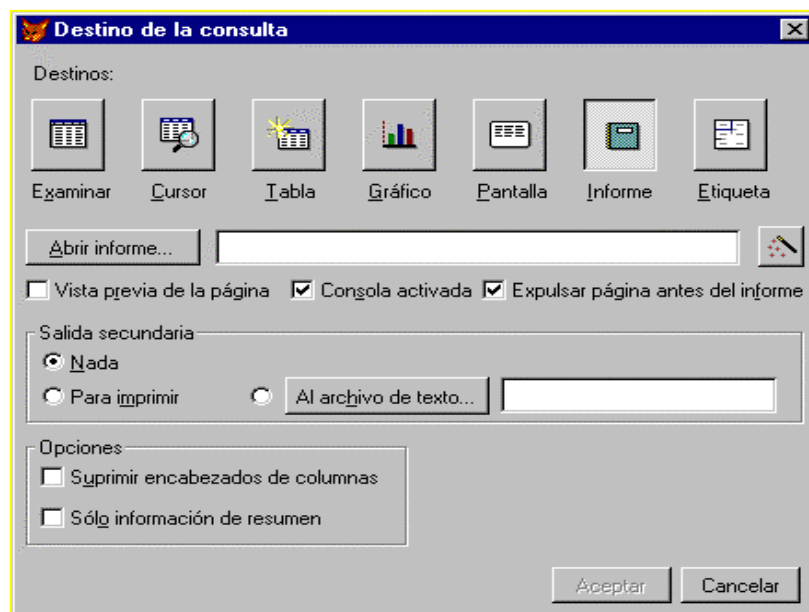 Destino de la consulta
Destinos:
Examinar Cursor Tabla Gráfico Pantalla Informe Etiqueta
Abrir informe...
Vista previa de la página Consola activada Expulsar página antes del informe
Salida secundaria
Nada
Para imprimir Al archivo de texto...
Opciones
Suprimir encabezados de columnas
Sólo información de resumen
Aceptar Cancelar